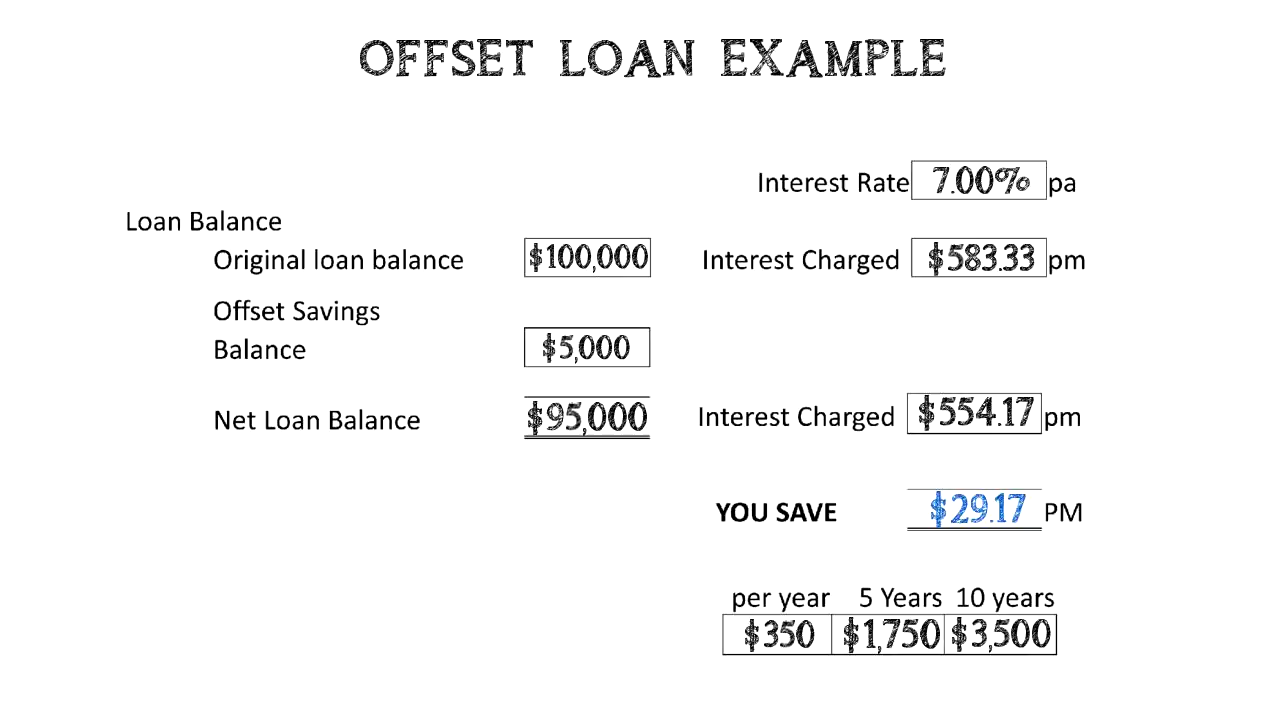 OFFSET LOAN EXAMPLE
Interest Rate 7.00% pa
Loan Balance
Original loan balance $100,000 Interest Charged $583.33 pm
Offset Savings
Balance $5,000
Net Loan Balance $95,000 Interest Charged $554.17 pm
YOU SAVE $29.17 PM
per year 5 Years 10 years
$350 $1,750 $3,500